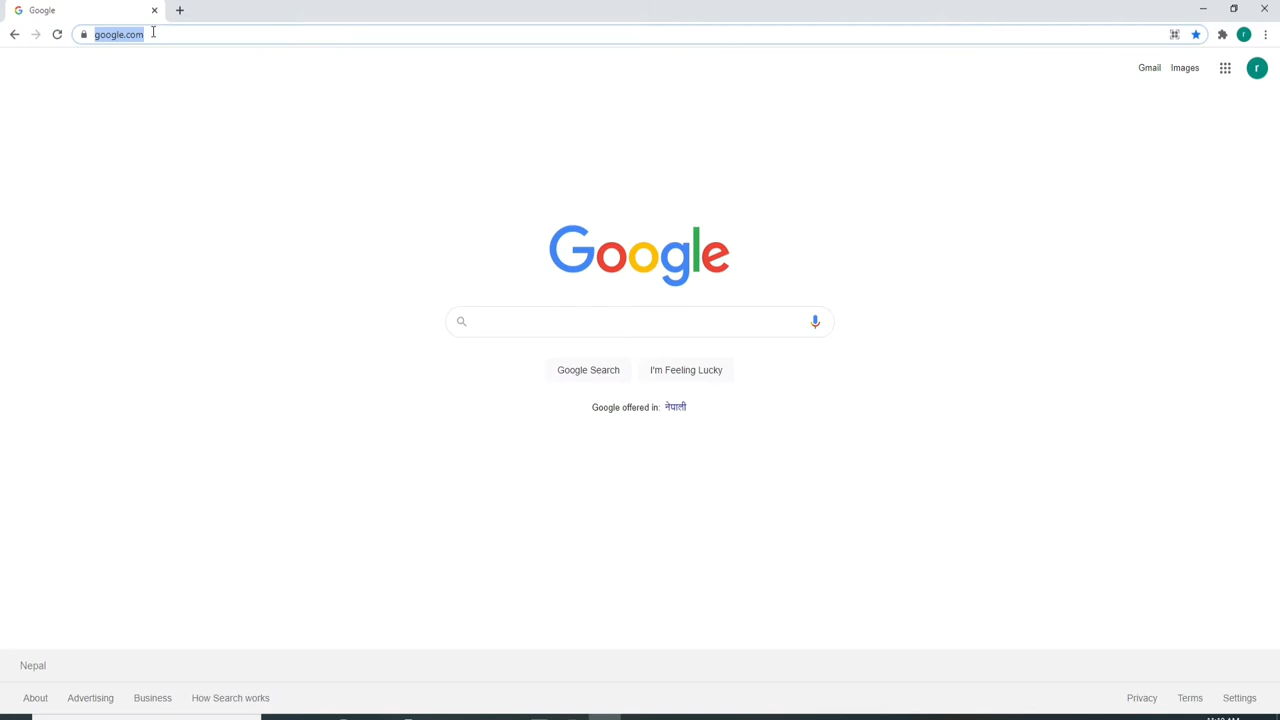 Google
google.com
r
Gmail Images
r
Google
Google Search I'm Feeling Lucky
Google offered in: नेपाली
Nepal
About Advertising Business How Search works
Privacy Terms Settings